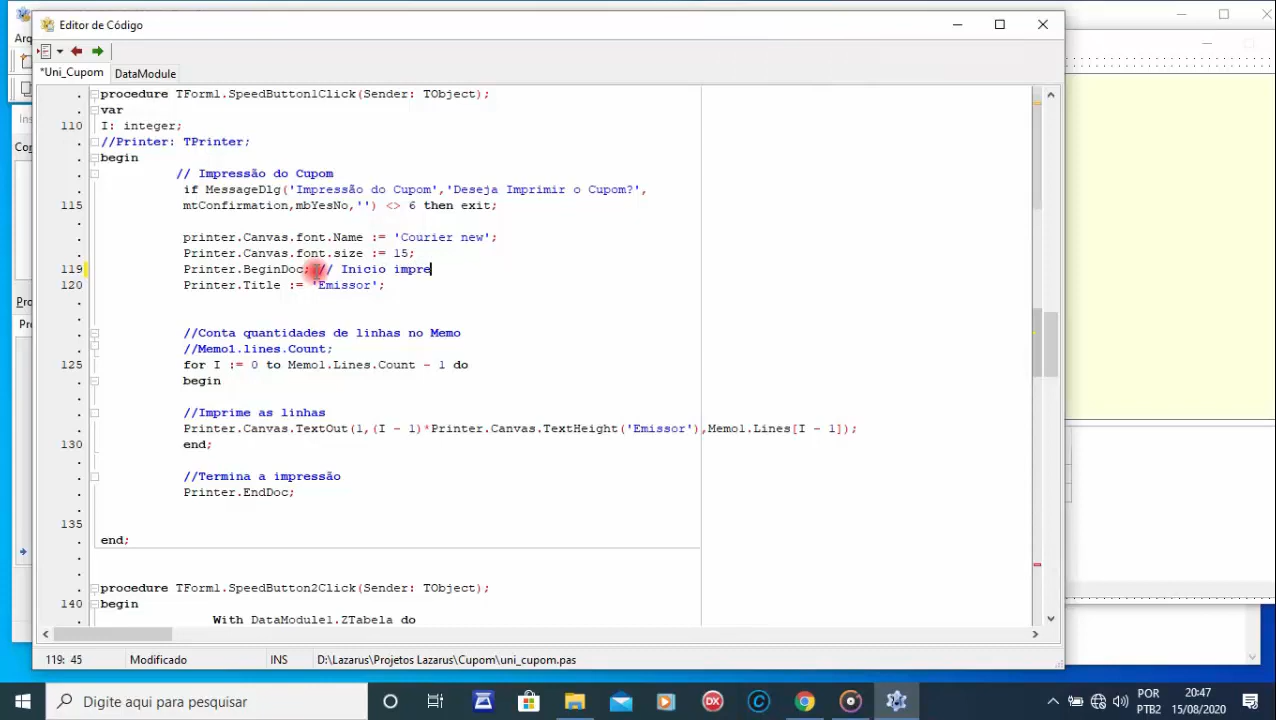 Editor de Código
Arq
*Uni_Cupom DataModule
Ins
Co
Pro
Pro
procedure TForm1.SpeedButton1Click(Sender: TObject);
var
110 I: integer;
//Printer: TPrinter;
begin
// Impressão do Cupom
if MessageDlg('Impressão do Cupom','Deseja Imprimir o Cupom?',
115 mtConfirmation,mbYesNo,'') <> 6 then exit;
printer.Canvas.font.Name := 'Courier new';
Printer.Canvas.font.size := 15;
119 Printer.BeginDoc; // Inicio impre
120 Printer.Title := 'Emissor';
//Conta quantidades de linhas no Memo
//Memo1.lines.Count;
125 for I := 0 to Memo1.Lines.Count - 1 do
begin
//Imprime as linhas
Printer.Canvas.TextOut(1,(I - 1)*Printer.Canvas.TextHeight('Emissor'),Memo1.Lines[I - 1]);
130 end;
//Termina a impressão
Printer.EndDoc;
135
end;
procedure TForm1.SpeedButton2Click(Sender: TObject);
140 begin
With DataModule1.ZTabela do
119: 45 Modificado INS D:\Lazarus\Projetos Lazarus\Cupom\uni_cupom.pas
Digite aqui para pesquisar
DX
POR
PTB2
20:47
15/08/2020